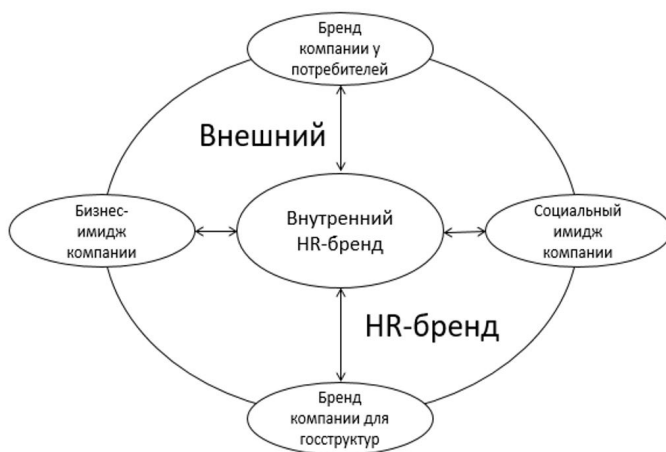 Бренд
компании у
потребителей
Внешний
Бизнес-
имидж
компании
Внутренний
HR-бренд
Социальный
имидж
компании
HR-бренд
Бренд
компании для
госструктур